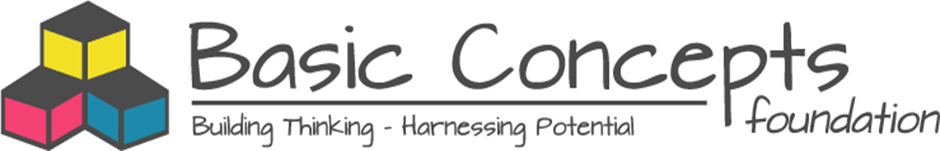 Basic Concepts
foundation
Building Thinking - Harnessing Potential